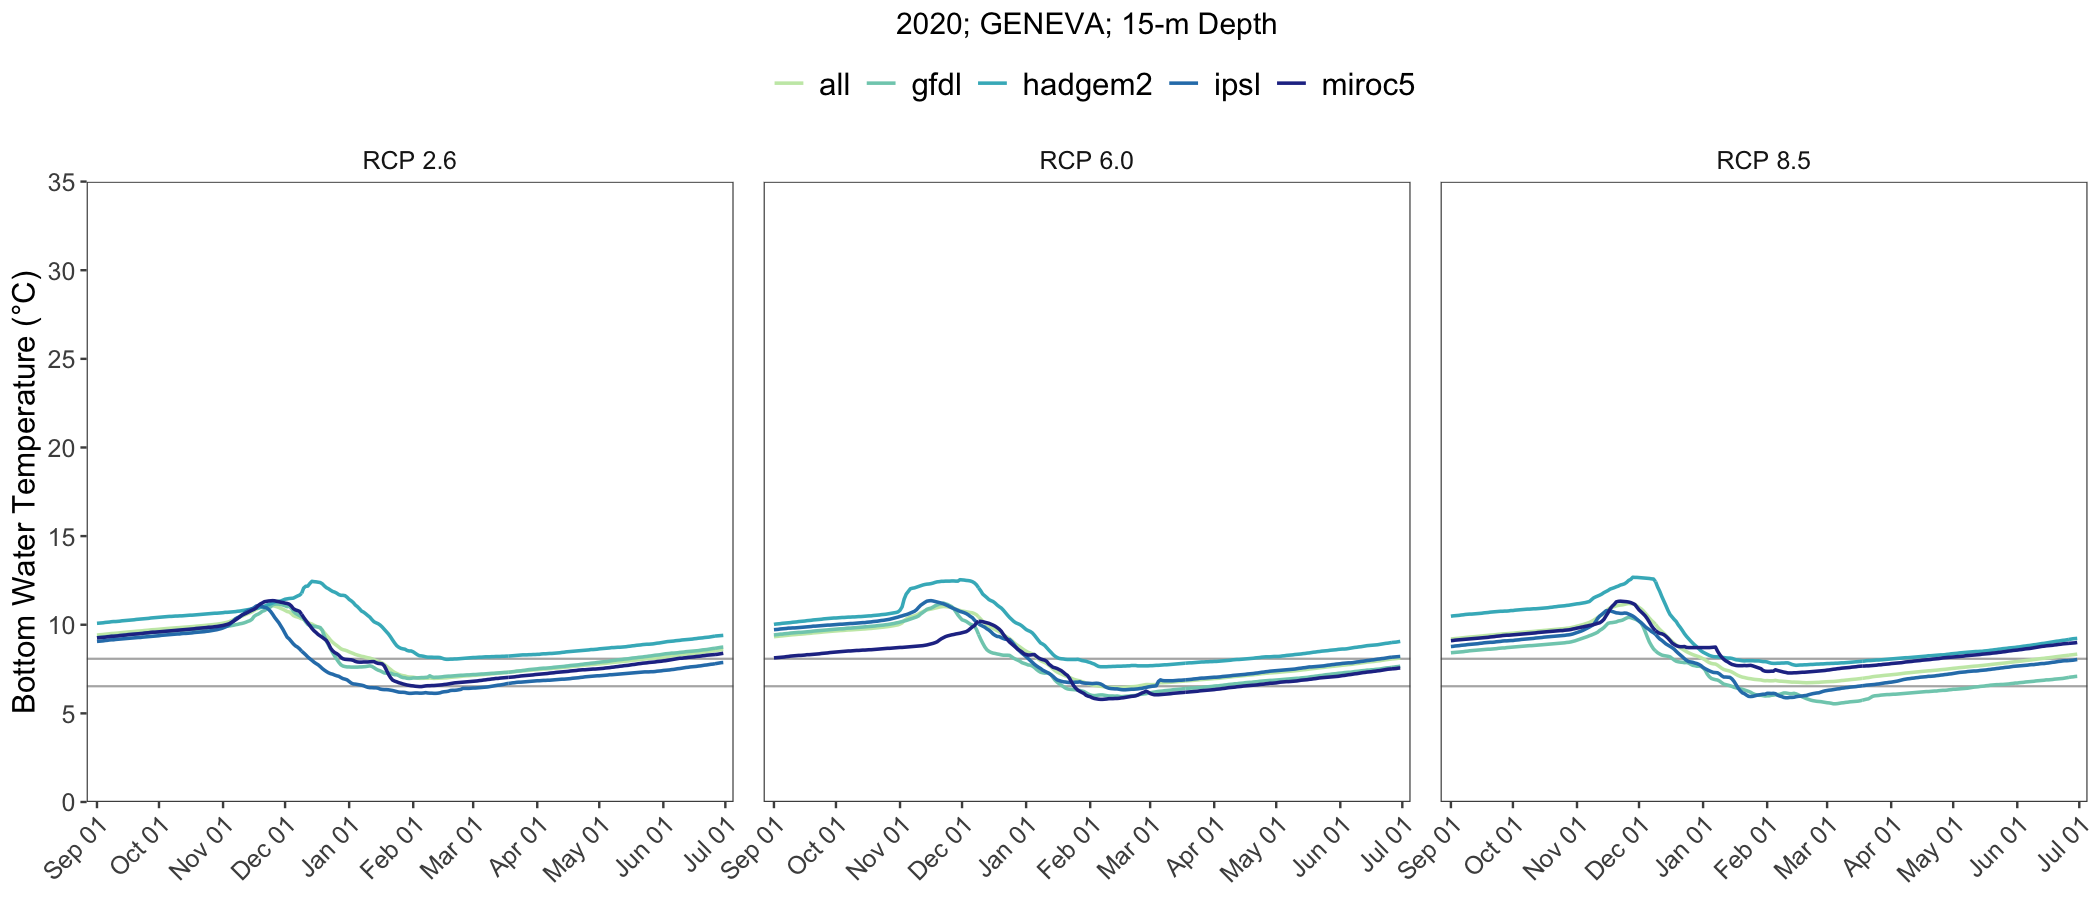 2020; GENEVA; 15-m Depth
all gfdl hadgem2 ipsl miroc5
RCP 2.6 RCP 6.0 RCP 8.5
Bottom Water Temperature (°C)
35
30
25
20
15
10
5
0
Sep 01 Oct 01 Nov 01 Dec 01 Jan 01 Feb 01 Mar 01 Apr 01 May 01 Jun 01 Jul 01 Sep 01 Oct 01 Nov 01 Dec 01 Jan 01 Feb 01 Mar 01 Apr 01 May 01 Jun 01 Jul 01 Sep 01 Oct 01 Nov 01 Dec 01 Jan 01 Feb 01 Mar 01 Apr 01 May 01 Jun 01 Jul 01